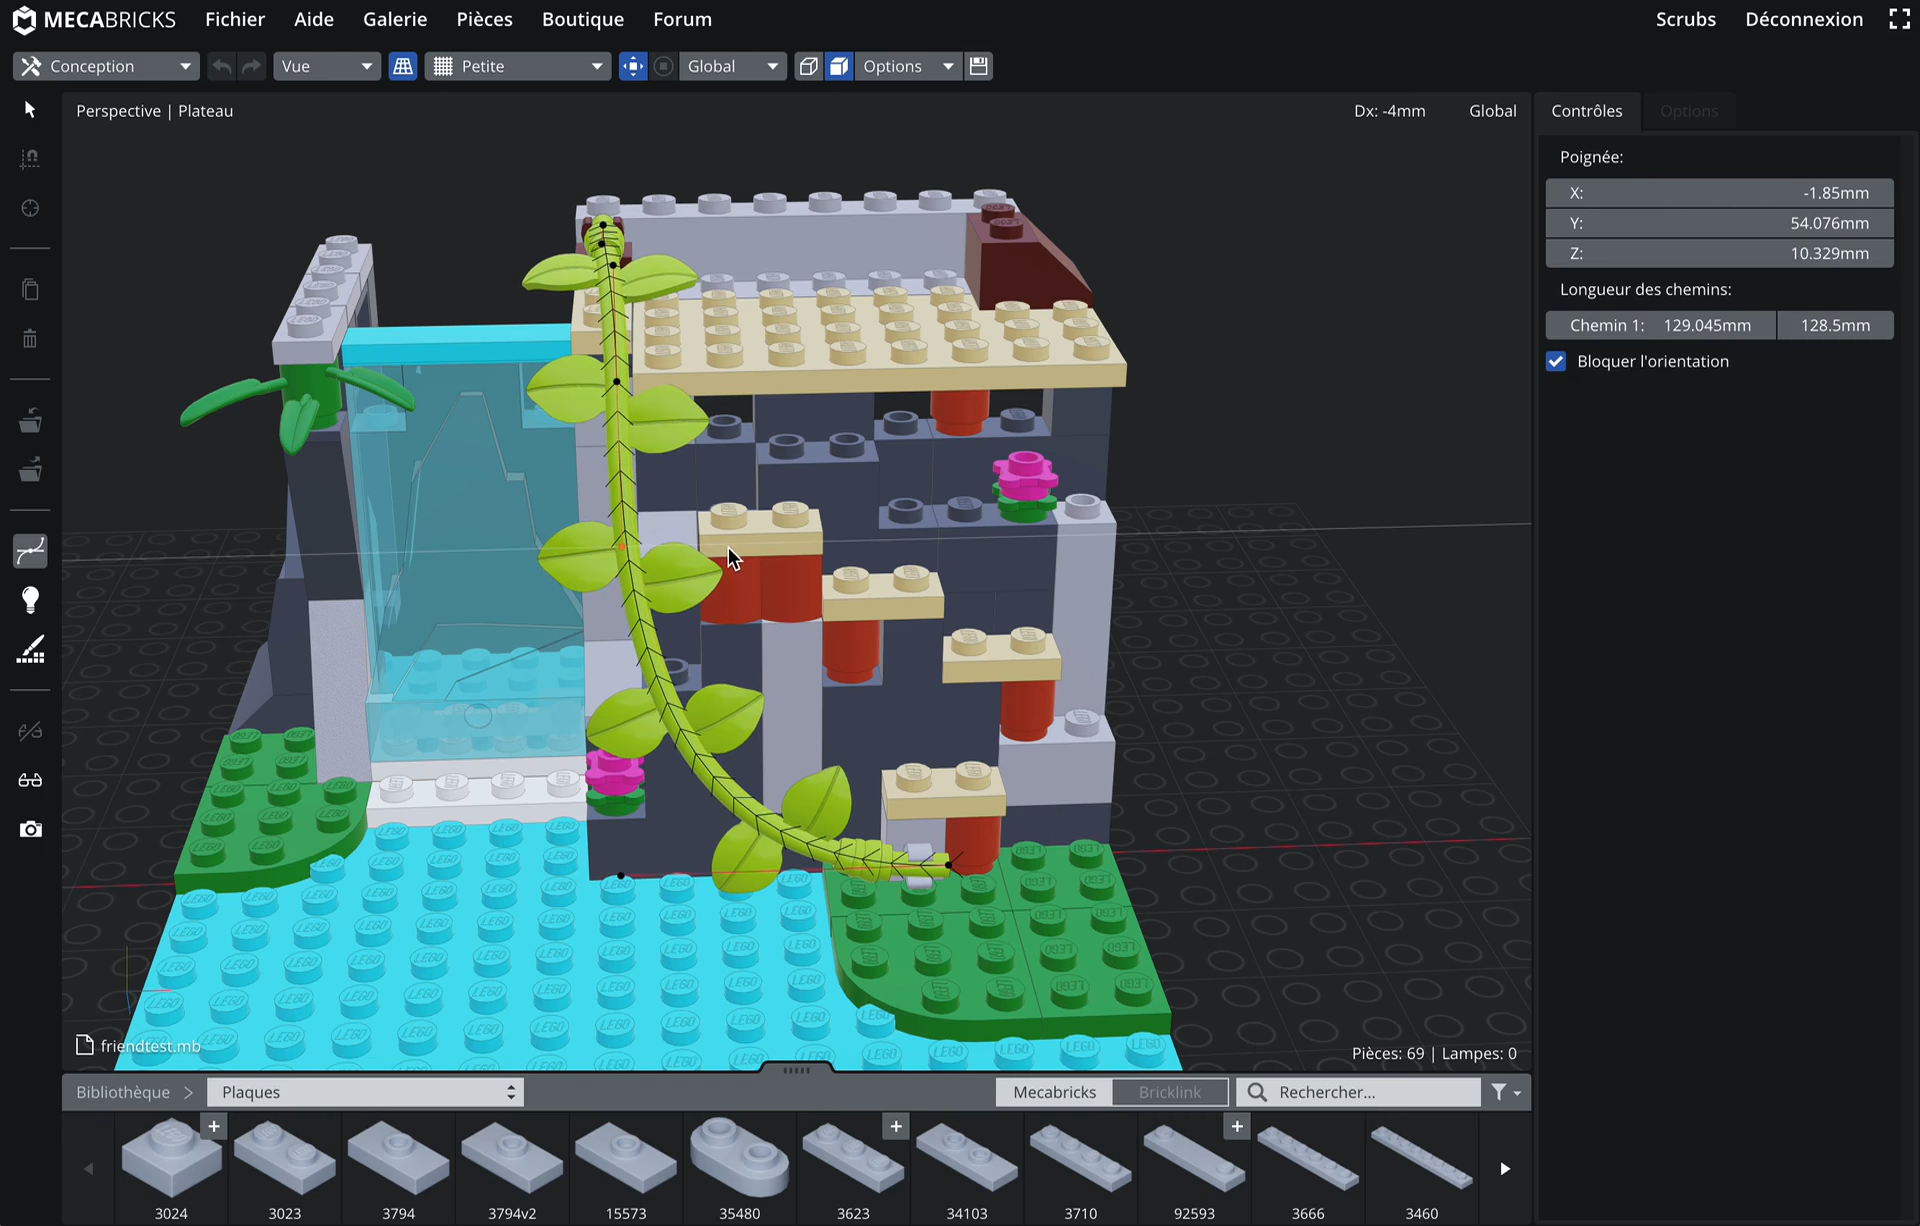 MECABRICKS Fichier Aide Galerie Pièces Boutique Forum Scrubs Déconnexion
Conception Vue Petite Global Options
Perspective | Plateau Dx: -4mm Global
Contrôles Options
Poignée:
X: -1.85mm
Y: 54.076mm
Z: 10.329mm
Longueur des chemins:
Chemin 1: 129.045mm 128.5mm
Bloquer l'orientation
friendtest.mb Pièces: 69 | Lampes: 0
Bibliothèque > Plaques Mecabricks Bricklink Rechercher...
3024 3023 3794 3794v2 15573 35480 3623 34103 3710 92593 3666 3460